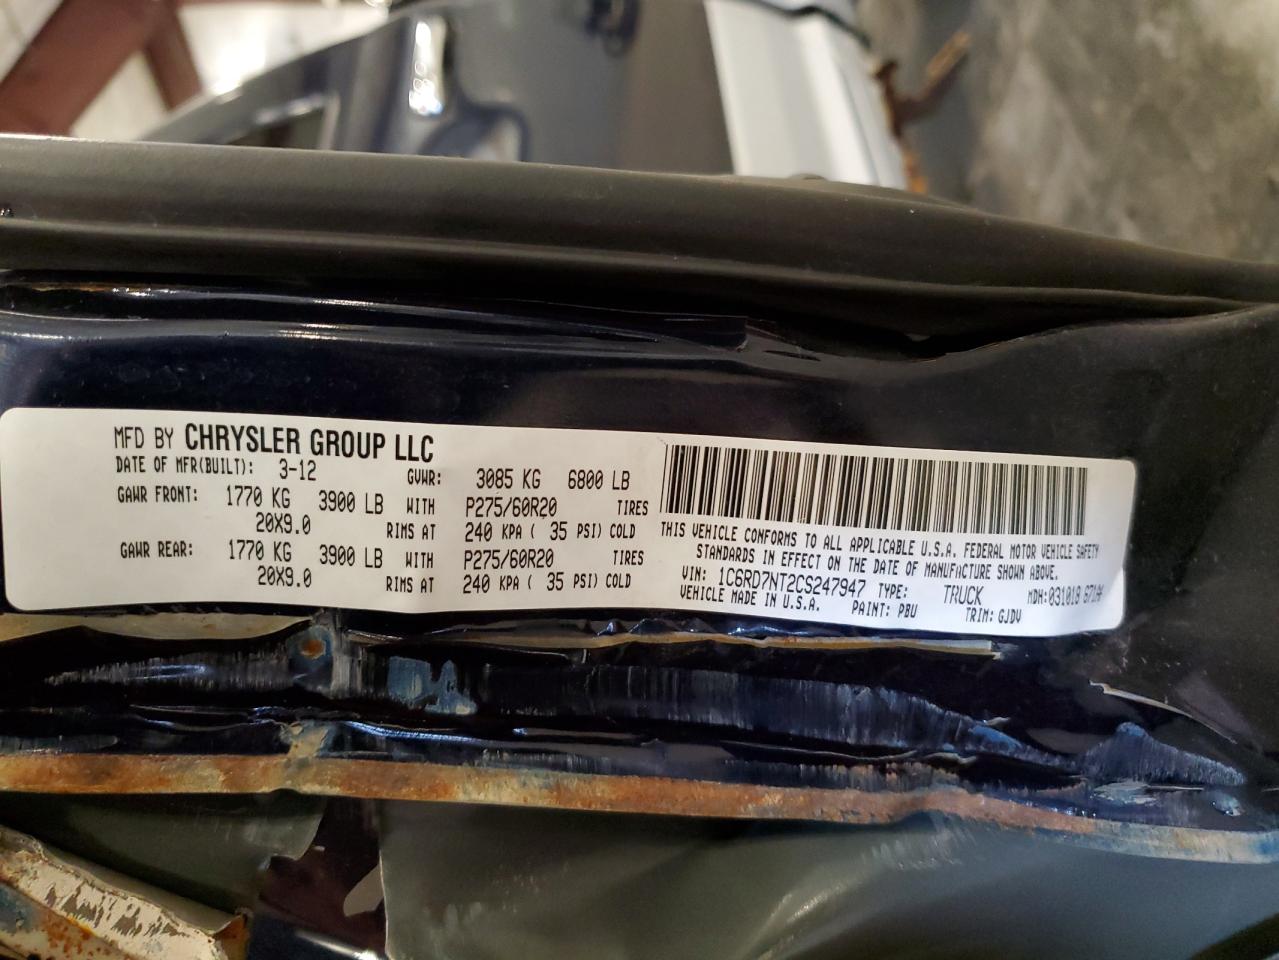 MFD BY CHRYSLER GROUP LLC
DATE OF MFR(BUILT): 3-12 GVWR: 3085 KG 6800 LB
GAWR FRONT: 1770 KG 3900 LB WITH P275/60R20 TIRES
20X9.0 RIMS AT 240 KPA ( 35 PSI) COLD
GAWR REAR: 1770 KG 3900 LB WITH P275/60R20 TIRES
20X9.0 RIMS AT 240 KPA ( 35 PSI) COLD
THIS VEHICLE CONFORMS TO ALL APPLICABLE U.S.A. FEDERAL MOTOR VEHICLE SAFETY
STANDARDS IN EFFECT ON THE DATE OF MANUFACTURE SHOWN ABOVE.
VIN: 1C6RD7NT2CS247947 TYPE: TRUCK MDH:031019
VEHICLE MADE IN U.S.A. PAINT: PBU TRIM: GJDV